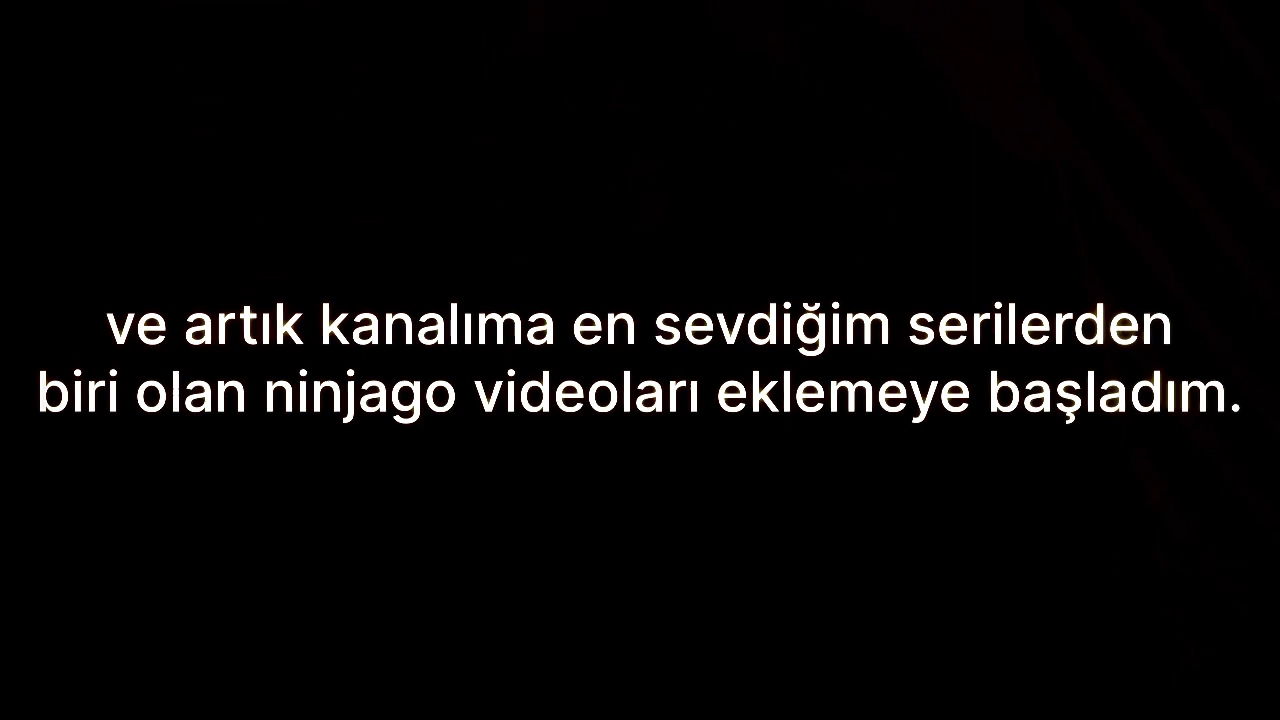 ve artık kanalıma en sevdiğim serilerden
biri olan ninjago videoları eklemeye başladım.